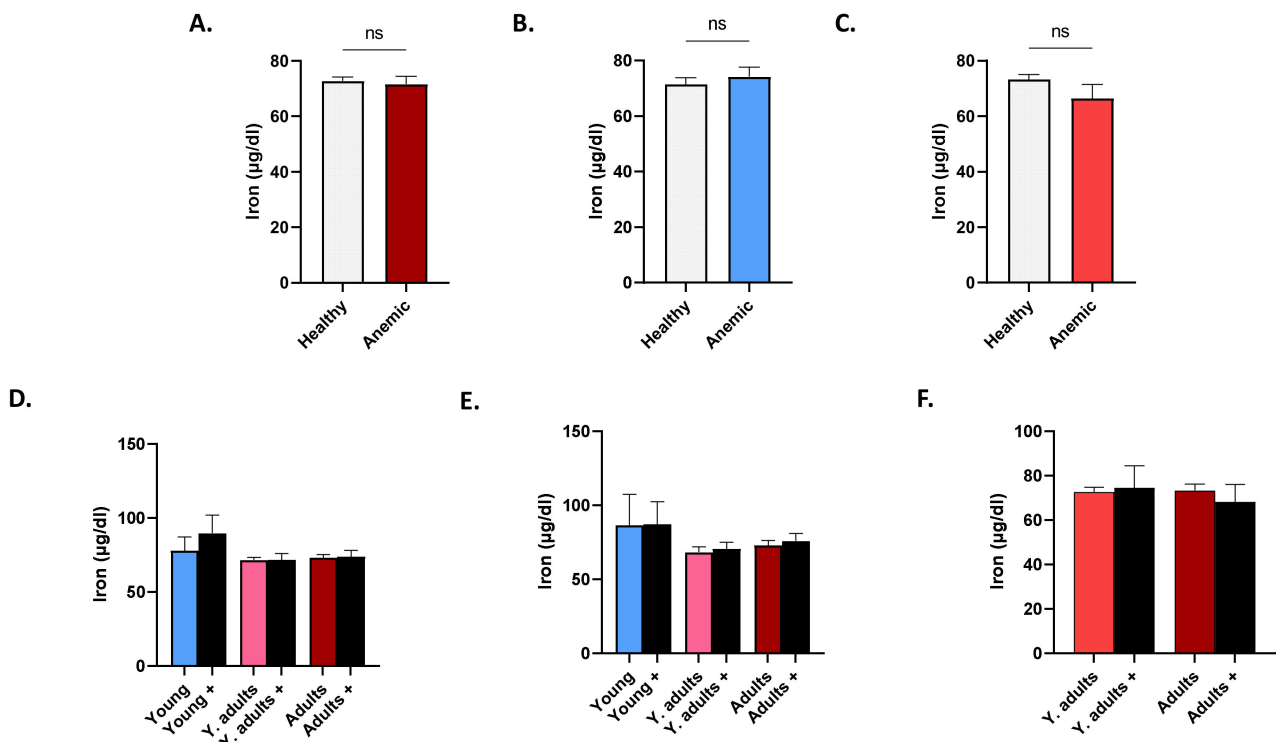 A.
ns
80
60
40
20
0
Iron (µg/dl)
Healthy
Anemic
B.
ns
80
60
40
20
0
Iron (µg/dl)
Healthy
Anemic
C.
ns
80
60
40
20
0
Iron (µg/dl)
Healthy
Anemic
D.
150
100
50
0
Iron (µg/dl)
Young
Young +
Y. adults
Y. adults +
Adults
Adults +
E.
150
100
50
0
Iron (µg/dl)
Young
Young +
Y. adults
Y. adults +
Adults
Adults +
F.
100
80
60
40
20
0
Iron (µg/dl)
Y. adults
Y. adults +
Adults
Adults +